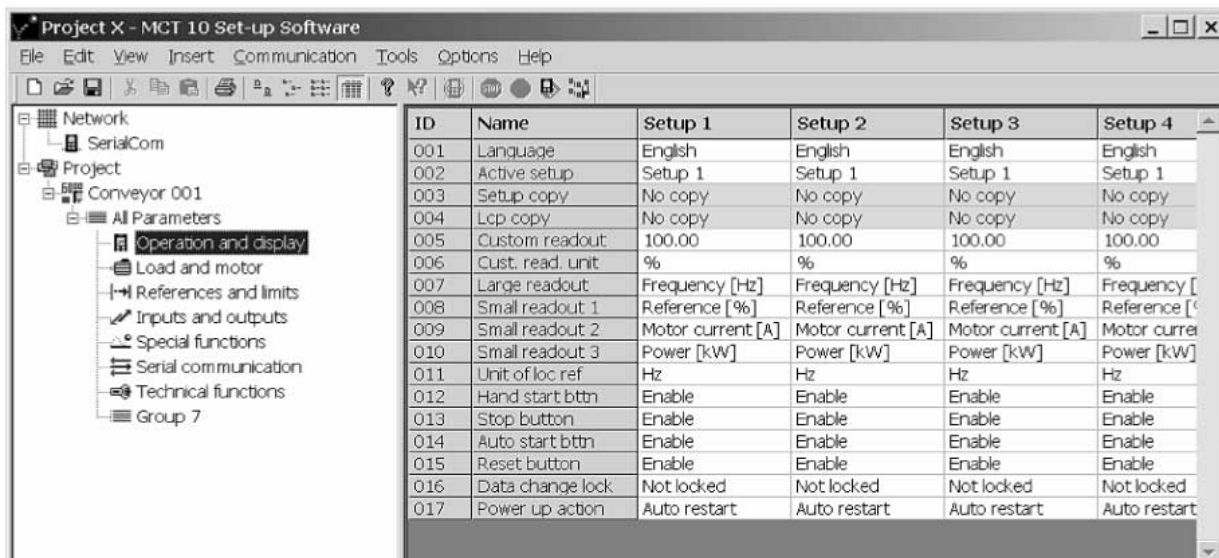 Project X - MCT 10 Set-up Software
File Edit View Insert Communication Tools Options Help
Network
SerialCom
Project
Conveyor 001
All Parameters
Operation and display
Load and motor
References and limits
Inputs and outputs
Special functions
Serial communication
Technical functions
Group 7
ID Name Setup 1 Setup 2 Setup 3 Setup 4
001 Language English English English English
002 Active setup Setup 1 Setup 1 Setup 1 Setup 1
003 Setup copy No copy No copy No copy No copy
004 Lcp copy No copy No copy No copy No copy
005 Custom readout 100.00 100.00 100.00 100.00
006 Cust. read. unit % % % %
007 Large readout Frequency [Hz] Frequency [Hz] Frequency [Hz] Frequency [
008 Small readout 1 Reference [%] Reference [%] Reference [%] Reference [
009 Small readout 2 Motor current [A] Motor current [A] Motor current [A] Motor curre
010 Small readout 3 Power [kW] Power [kW] Power [kW] Power [kW]
011 Unit of loc ref Hz Hz Hz Hz
012 Hand start bttn Enable Enable Enable Enable
013 Stop button Enable Enable Enable Enable
014 Auto start bttn Enable Enable Enable Enable
015 Reset button Enable Enable Enable Enable
016 Data change lock Not locked Not locked Not locked Not locked
017 Power up action Auto restart Auto restart Auto restart Auto restart